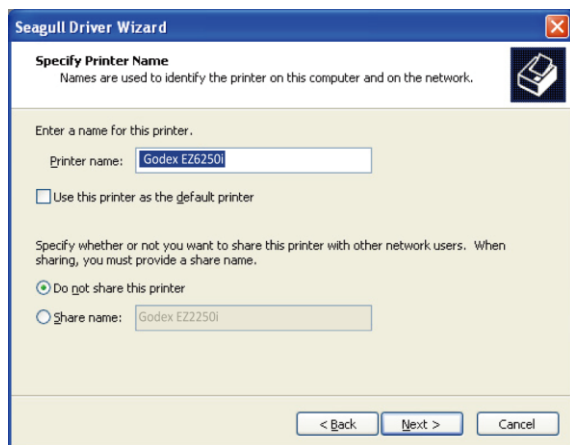 Seagull Driver Wizard
Specify Printer Name
Names are used to identify the printer on this computer and on the network.
Enter a name for this printer.
Printer name: Godex EZ6250i
Use this printer as the default printer
Specify whether or not you want to share this printer with other network users. When
sharing, you must provide a share name.
Do not share this printer
Share name: Godex EZ2250i
< Back Next > Cancel